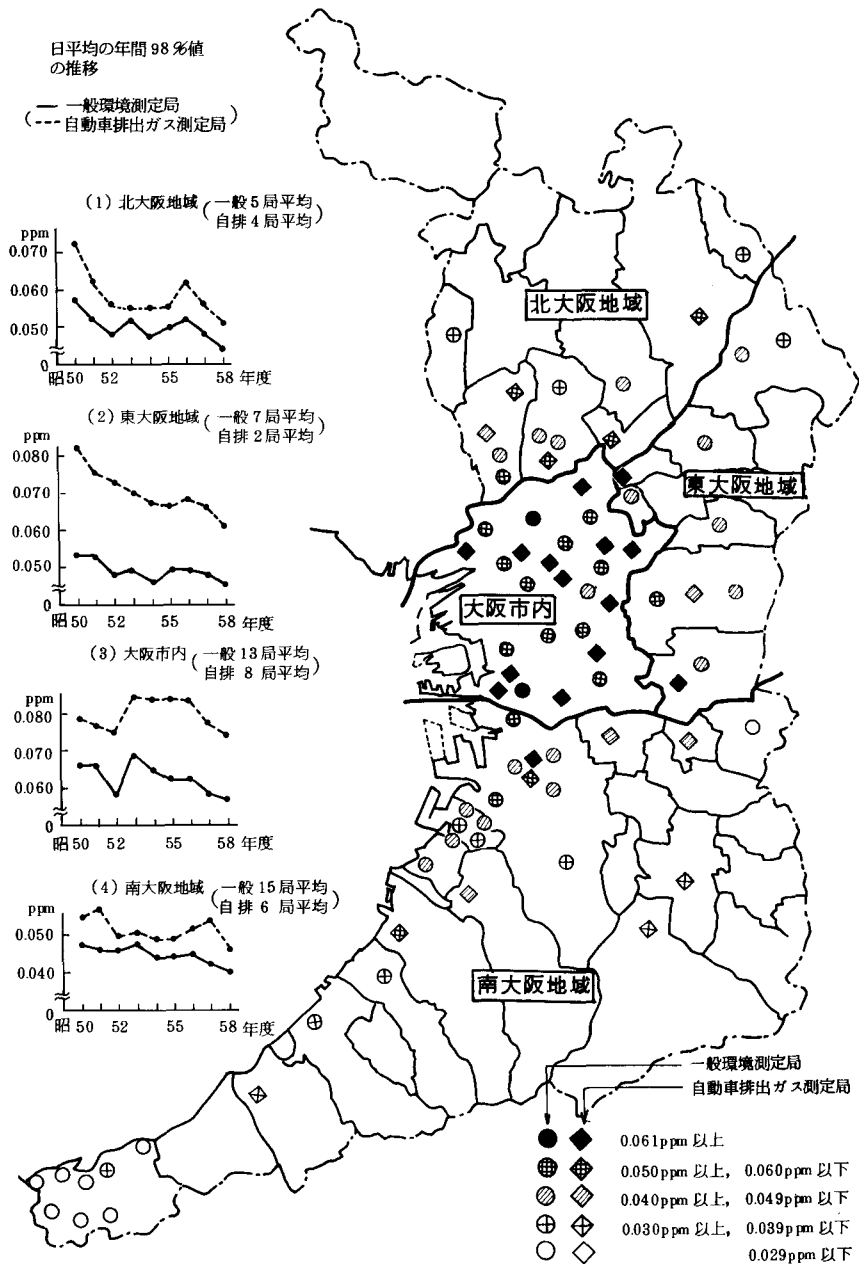 日平均の年間98%値
の推移
一般環境測定局
自動車排出ガス測定局
(1) 北大阪地域 (一般5局平均
自排4局平均)
ppm
0.070
0.060
0.050
0
昭50 52 55 58 年度
(2) 東大阪地域 (一般7局平均
自排2局平均)
ppm
0.080
0.070
0.060
0.050
0
昭50 52 55 58 年度
(3) 大阪市内 (一般13局平均
自排 8 局平均)
ppm
0.080
0.070
0.060
0
昭50 52 55 58 年度
(4) 南大阪地域 (一般15局平均
自排 6 局平均)
ppm
0.050
0.040
0
昭50 52 55 58 年度
北大阪地域
東大阪地域
大阪市内
南大阪地域
一般環境測定局
自動車排出ガス測定局
0.061ppm 以上
0.050ppm 以上, 0.060ppm 以下
0.040ppm 以上, 0.049ppm 以下
0.030ppm 以上, 0.039ppm 以下
0.029ppm 以下